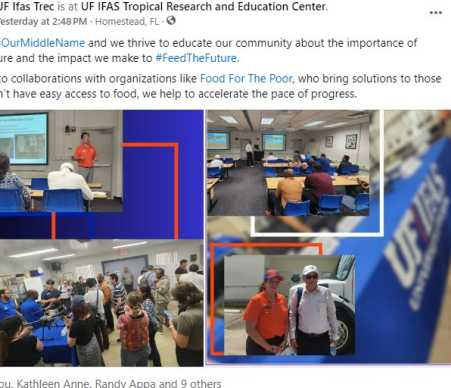 UF Ifas Trec is at UF IFAS Tropical Research and Education Center.
Yesterday at 2:48 PM · Homestead, FL ·
OurMiddleName and we thrive to educate our community about the importance of
ure and the impact we make to #FeedTheFuture.
to collaborations with organizations like Food For The Poor, who bring solutions to those
n't have easy access to food, we help to accelerate the pace of progress.
UF IFAS
ou, Kathleen Anne, Randy Appa and 9 others